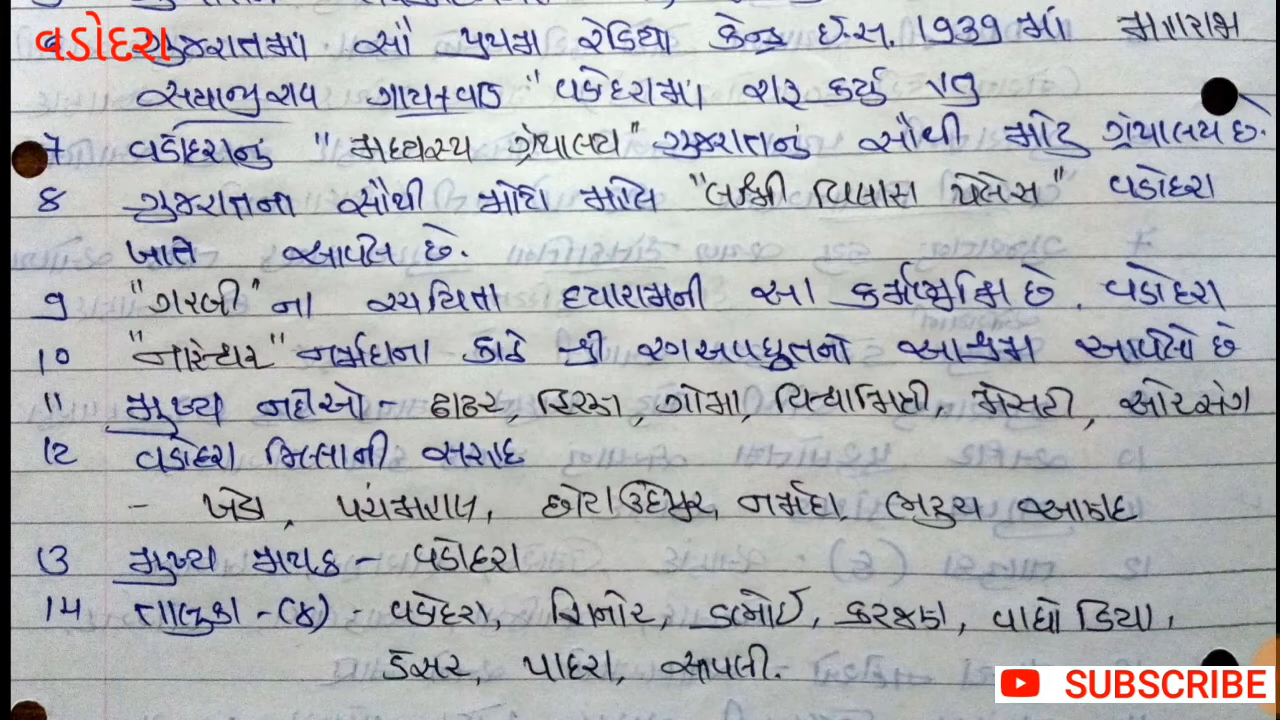 વડોદરા
ગુજરાતમાં સૌ પ્રથમ રેડિયો કેન્દ્ર ઈ.સ. 1939 માં મહારાજા
સયાજીરાવ ગાયકવાડ "વડોદરામાં શરૂ કર્યું હતુ
7 વડોદરાનું "મધ્યસ્થ ગ્રંથાલય" ગુજરાતનું સૌથી મોટુ ગ્રંથાલય છે.
8 ગુજરાતના સૌથી મોટો મહેલ "લક્ષ્મી વિલાસ પેલેસ" વડોદરા
ખાતે આવેલ છે.
9 "ગરબી" ના રચયિતા દયારામની આ કર્મભૂમિ છે. વડોદરા
10 "નારેશ્વર" નર્મદાના કાંઠે શ્રી રંગઅવધૂતનો આશ્રમ આવેલો છે
11 મુખ્ય નદીઓ - ઢાઢર, હિરણ, ગોમા, વિશ્વામિત્રી, મેસરી, ઓરસંગ
12 વડોદરા જિલ્લાની સરહદ
- ખેડા, પંચમહાલ, છોટાઉદેપુર, નર્મદા, ભરુચ આણંદ
13 મુખ્ય મથક - વડોદરા
14 તાલુકા - (8) - વડોદરા, શિનોર, ડભોઈ, કરજણ, વાઘોડિયા,
ડેસર, પાદરા, સાવલી.
SUBSCRIBE